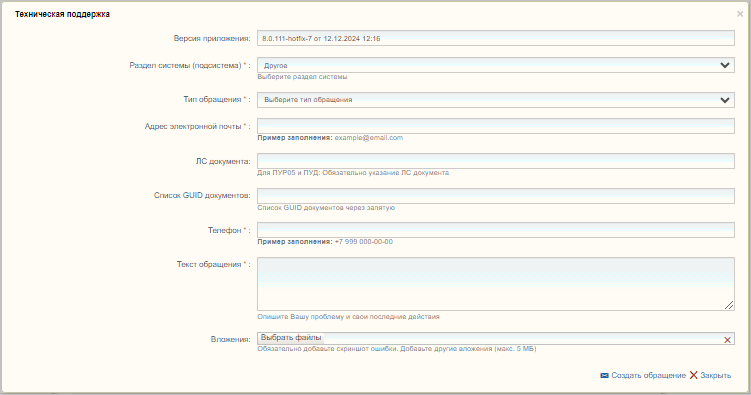 Техническая поддержка
Версия приложения: 8.0.111-hotfix-7 от 12.12.2024 12:16
Раздел системы (подсистема) * : Другое
Выберите раздел системы
Тип обращения * : Выберите тип обращения
Адрес электронной почты * :
Пример заполнения: example@email.com
ЛС документа:
Для ПУР05 и ПУД: Обязательно указание ЛС документа
Список GUID документов:
Список GUID документов через запятую
Телефон * :
Пример заполнения: +7 999 000-00-00
Текст обращения * :
Опишите Вашу проблему и свои последние действия
Вложения: Выбрать файлы
Обязательно добавьте скриншот ошибки. Добавьте другие вложения (макс. 5 МБ)
Создать обращение Закрыть